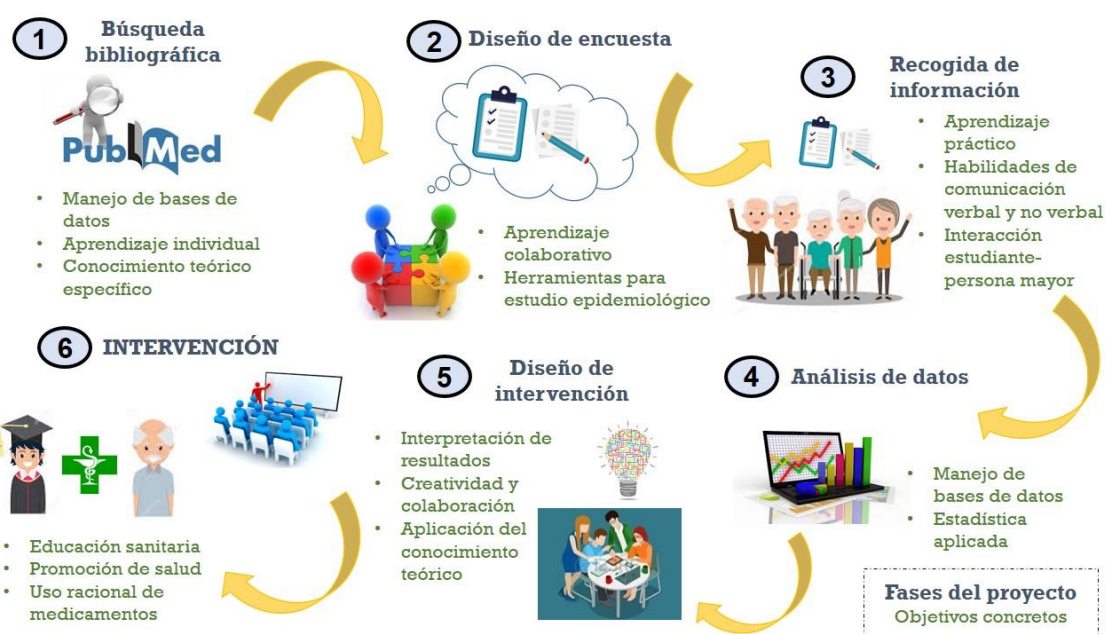 1
Búsqueda
bibliográfica
PubMed
• Manejo de bases de
datos
• Aprendizaje individual
• Conocimiento teórico
específico
2
Diseño de encuesta
• Aprendizaje
colaborativo
• Herramientas para
estudio epidemiológico
3
Recogida de
información
• Aprendizaje
práctico
• Habilidades de
comunicación
verbal y no verbal
• Interacción
estudiante-
persona mayor
4
Análisis de datos
• Manejo de
bases de datos
• Estadística
aplicada
5
Diseño de
intervención
• Interpretación de
resultados
• Creatividad y
colaboración
• Aplicación del
conocimiento
teórico
6
INTERVENCIÓN
• Educación sanitaria
• Promoción de salud
• Uso racional de
medicamentos
Fases del proyecto
Objetivos concretos